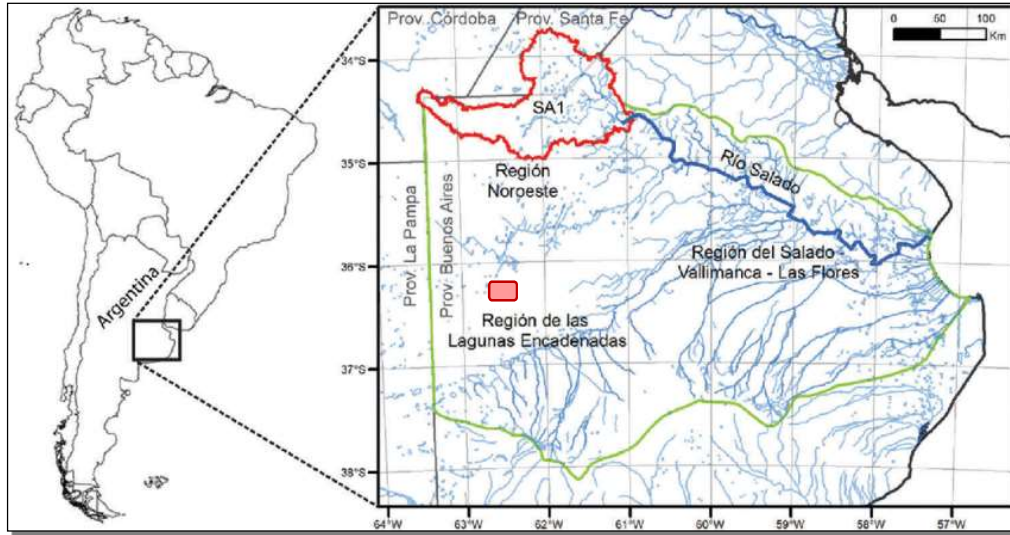 Prov. Córdoba
Prov. Santa Fe
0 50 100
Km
34°S
SA1
35°S
Región
Noroeste
Río Salado
Prov. La Pampa
Prov. Buenos Aires
Región del Salado
Vallimanca - Las Flores
36°S
Argentina
Región de las
Lagunas Encadenadas
37°S
38°S
64°W 63°W 62°W 61°W 60°W 59°W 58°W 57°W